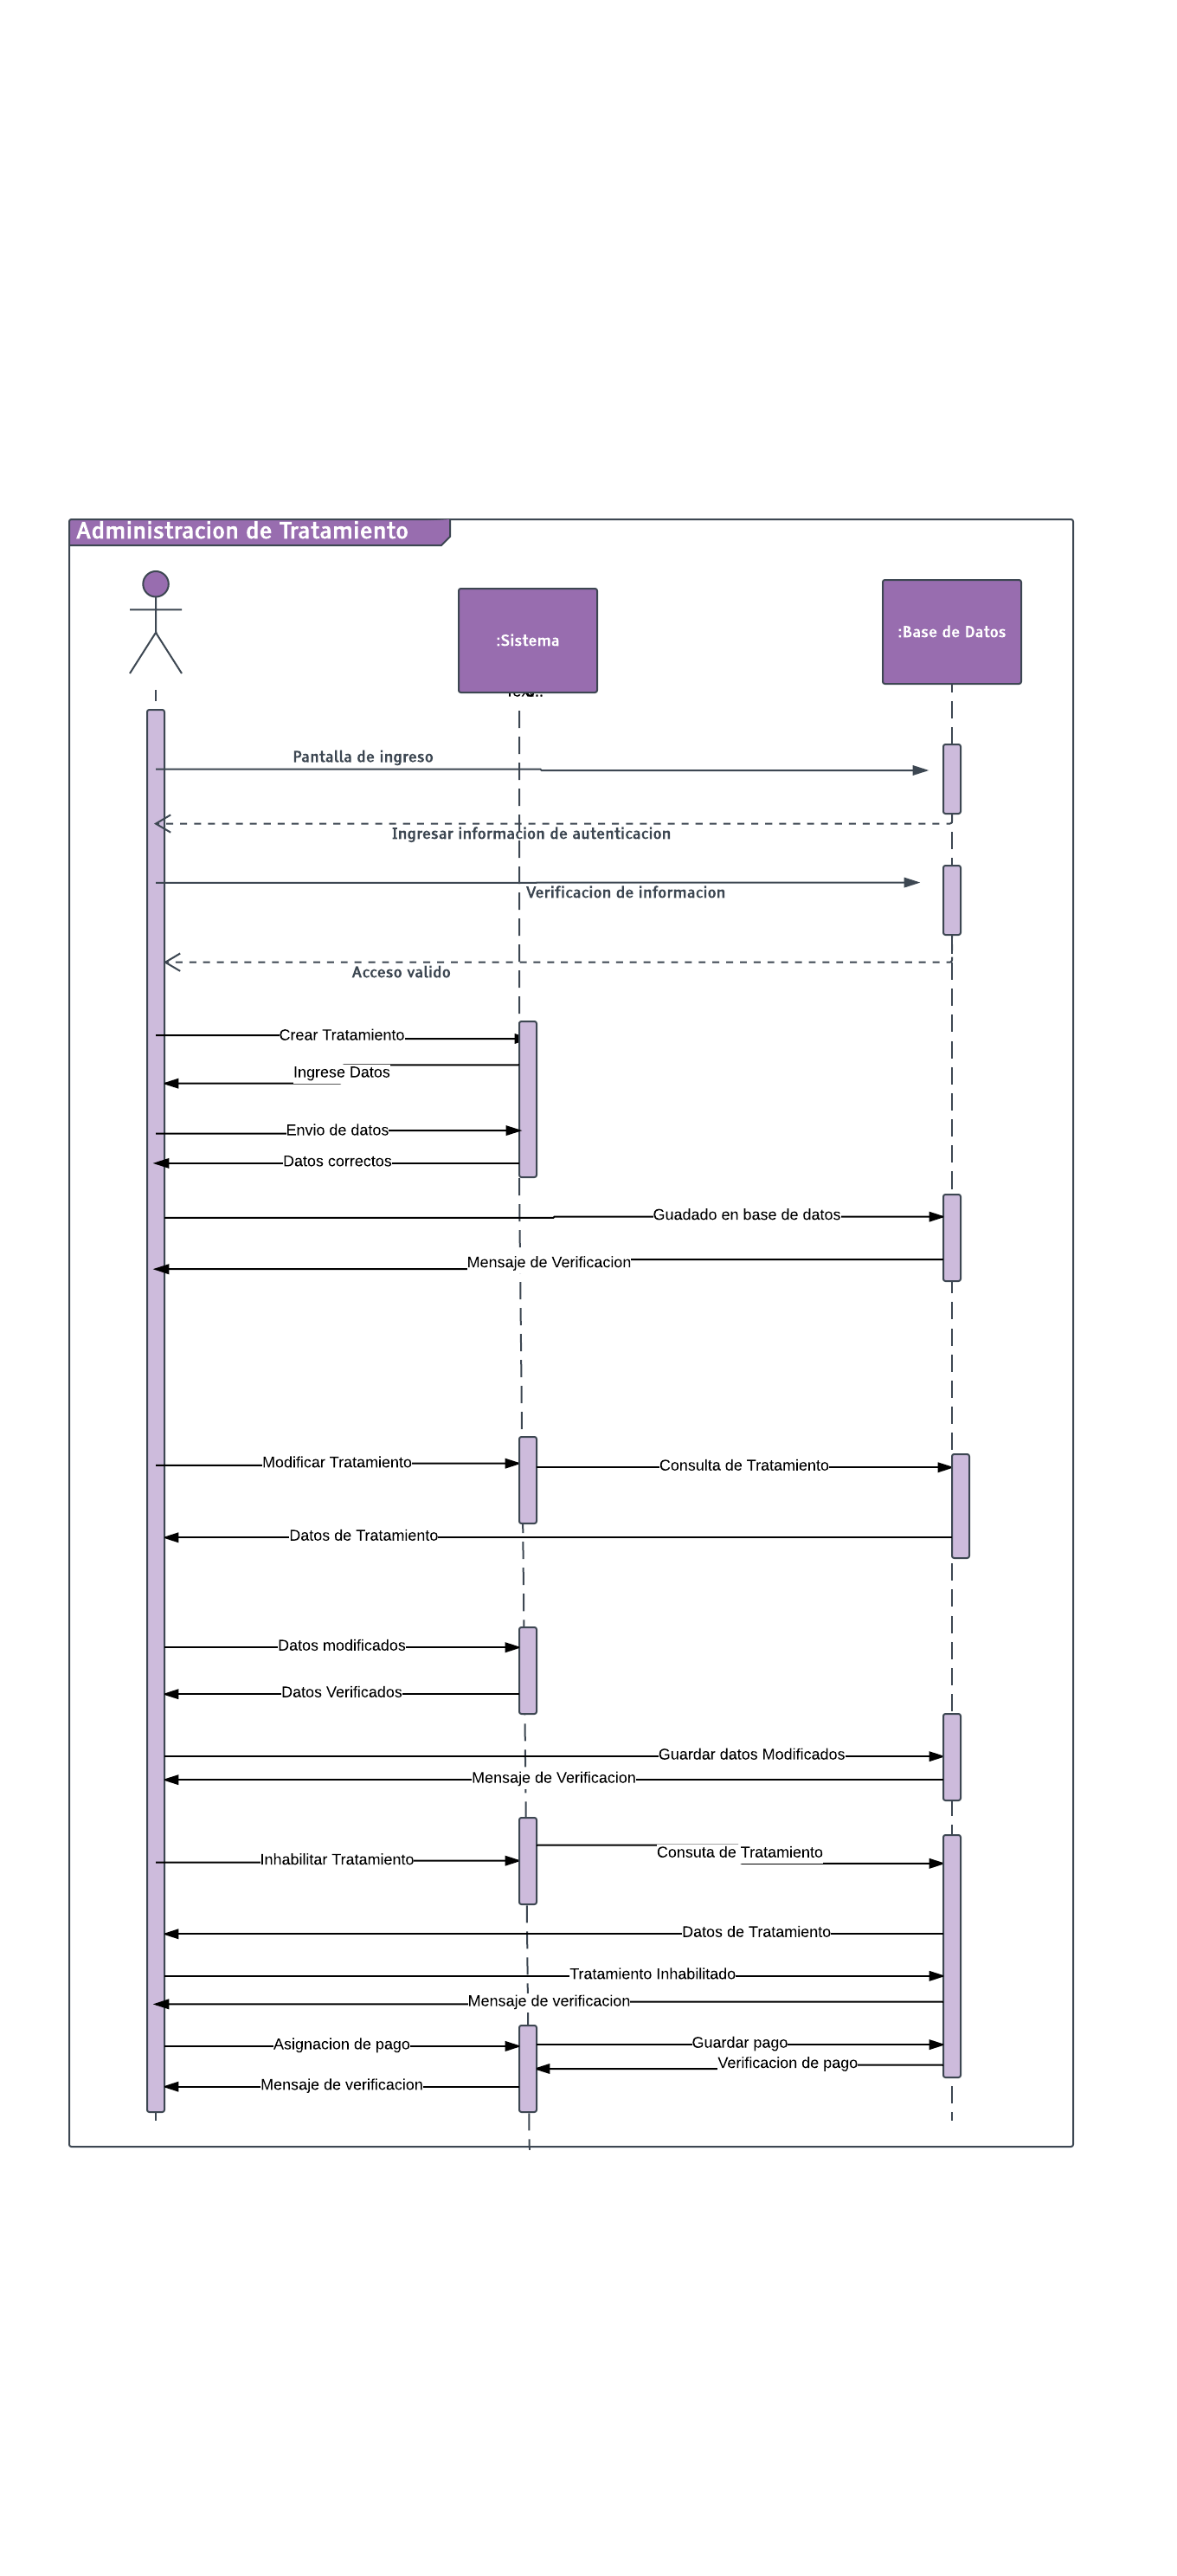 Administracion de Tratamiento
:Sistema
:Base de Datos
Pantalla de ingreso
Ingresar informacion de autenticacion
Verificacion de informacion
Acceso valido
Crear Tratamiento
Ingrese Datos
Envio de datos
Datos correctos
Guadado en base de datos
Mensaje de Verificacion
Modificar Tratamiento
Consulta de Tratamiento
Datos de Tratamiento
Datos modificados
Datos Verificados
Guardar datos Modificados
Mensaje de Verificacion
Consuta de Tratamiento
Inhabilitar Tratamiento
Datos de Tratamiento
Tratamiento Inhabilitado
Mensaje de verificacion
Asignacion de pago
Guardar pago
Verificacion de pago
Mensaje de verificacion